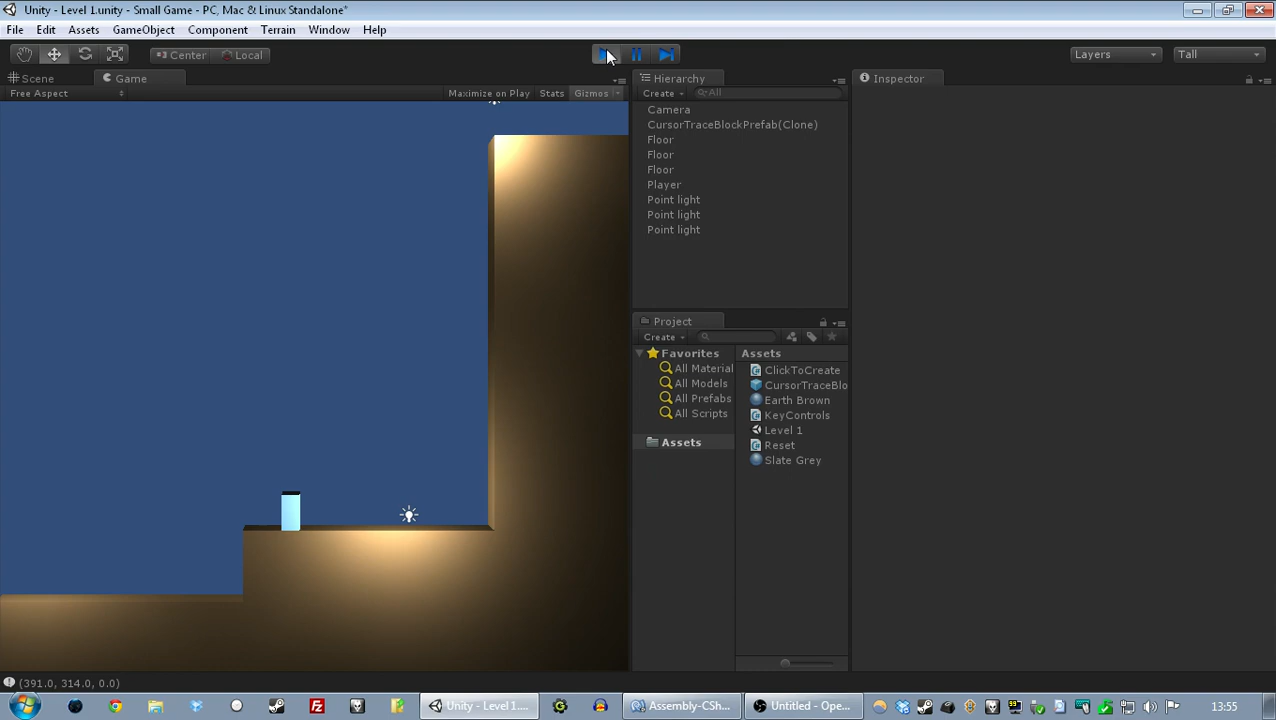 Unity - Level 1.unity - Small Game - PC, Mac & Linux Standalone*
File Edit Assets GameObject Component Terrain Window Help
Center Local Layers Tall
Scene Game Hierarchy Inspector
Free Aspect Maximize on Play Stats Gizmos Create All
Camera
CursorTraceBlockPrefab(Clone)
Floor
Floor
Floor
Player
Point light
Point light
Point light
Project
Create
Favorites
All Material
All Models
All Prefabs
All Scripts
Assets
Assets
ClickToCreate
CursorTraceBlo
Earth Brown
KeyControls
Level 1
Reset
Slate Grey
(391.0, 314.0, 0.0)
Unity - Level 1....
Assembly-CSh...
Untitled - Ope...
13:55